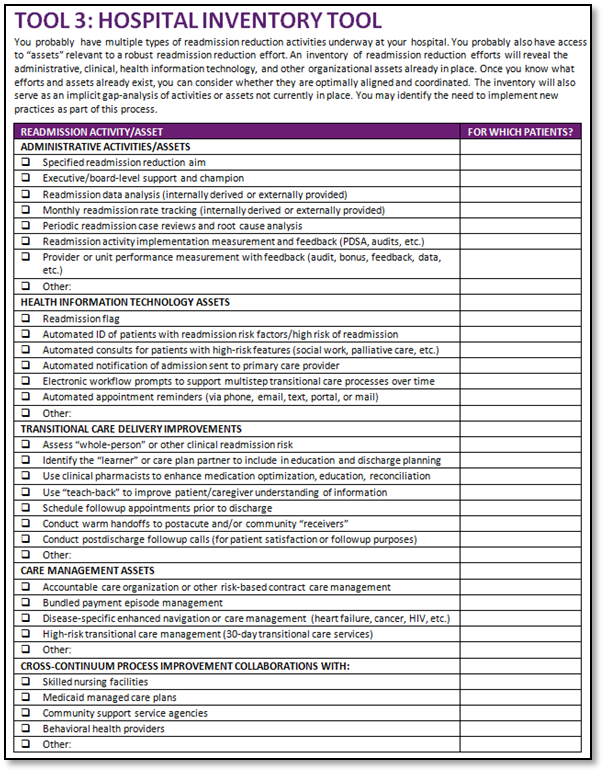 TOOL 3: HOSPITAL INVENTORY TOOL
You probably have multiple types of readmission reduction activities underway at your hospital. You probably also have access
to “assets” relevant to a robust readmission reduction effort. An inventory of readmission efforts will reveal the
administrative, clinical, health information technology, and other organizational assets already in place. Once you know what
efforts and assets already exist, you can consider whether they are optimally aligned and coordinated. The inventory will also
serve as an implicit gap-analysis of activities or assets not currently in place. You may identify the need to implement new
practices as part of this process.
READMISSION ACTIVITY/ASSET FOR WHICH PATIENTS?
ADMINISTRATIVE ACTIVITIES/ASSETS
❑ Specified readmission reduction aim
❑ Executive/board-level support and champion
❑ Readmission data analysis (internally derived or externally provided)
❑ Monthly readmission rate tracking (internally derived or externally provided)
❑ Periodic readmission case reviews and root cause analysis
❑ Readmission activity implementation measurement and feedback (PDSA, audits, etc.)
❑ Provider or unit performance measurement with feedback (audit, bonus, feedback, data,
etc.)
❑ Other:
HEALTH INFORMATION TECHNOLOGY ASSETS
❑ Readmission flag
❑ Automated ID of patients with readmission risk factors/high risk of readmission
❑ Automated consults for patients with high-risk features (social work, palliative care, etc.)
❑ Automated notification of admission sent to primary care provider
❑ Electronic workflow prompts to support multistep transitional care processes over time
❑ Automated appointment reminders (via phone, email, text, portal, or mail)
❑ Other:
TRANSITIONAL CARE DELIVERY IMPROVEMENTS
❑ Assess “whole-person” or other clinical readmission risk
❑ Identify the “learner” or care plan partner to include in education and discharge planning
❑ Use clinical pharmacists to enhance medication optimization, education, reconciliation
❑ Use “teach-back” to improve patient/caregiver understanding of information
❑ Schedule followup appointments prior to discharge
❑ Conduct warm handoffs to postacute and/or community “receivers”
❑ Conduct postdischarge followup calls (for patient satisfaction or followup purposes)
❑ Other:
CARE MANAGEMENT ASSETS
❑ Accountable care organization or other risk-based contract care management
❑ Bundled payment episode management
❑ Disease-specific enhanced navigation or care management (heart failure, cancer, HIV, etc.)
❑ High-risk transitional care management (30-day transitional care services)
❑ Other:
CROSS-CONTINUUM PROCESS IMPROVEMENT COLLABORATIONS WITH:
❑ Skilled nursing facilities
❑ Medicaid managed care plans
❑ Community support service agencies
❑ Behavioral health providers
❑ Other: